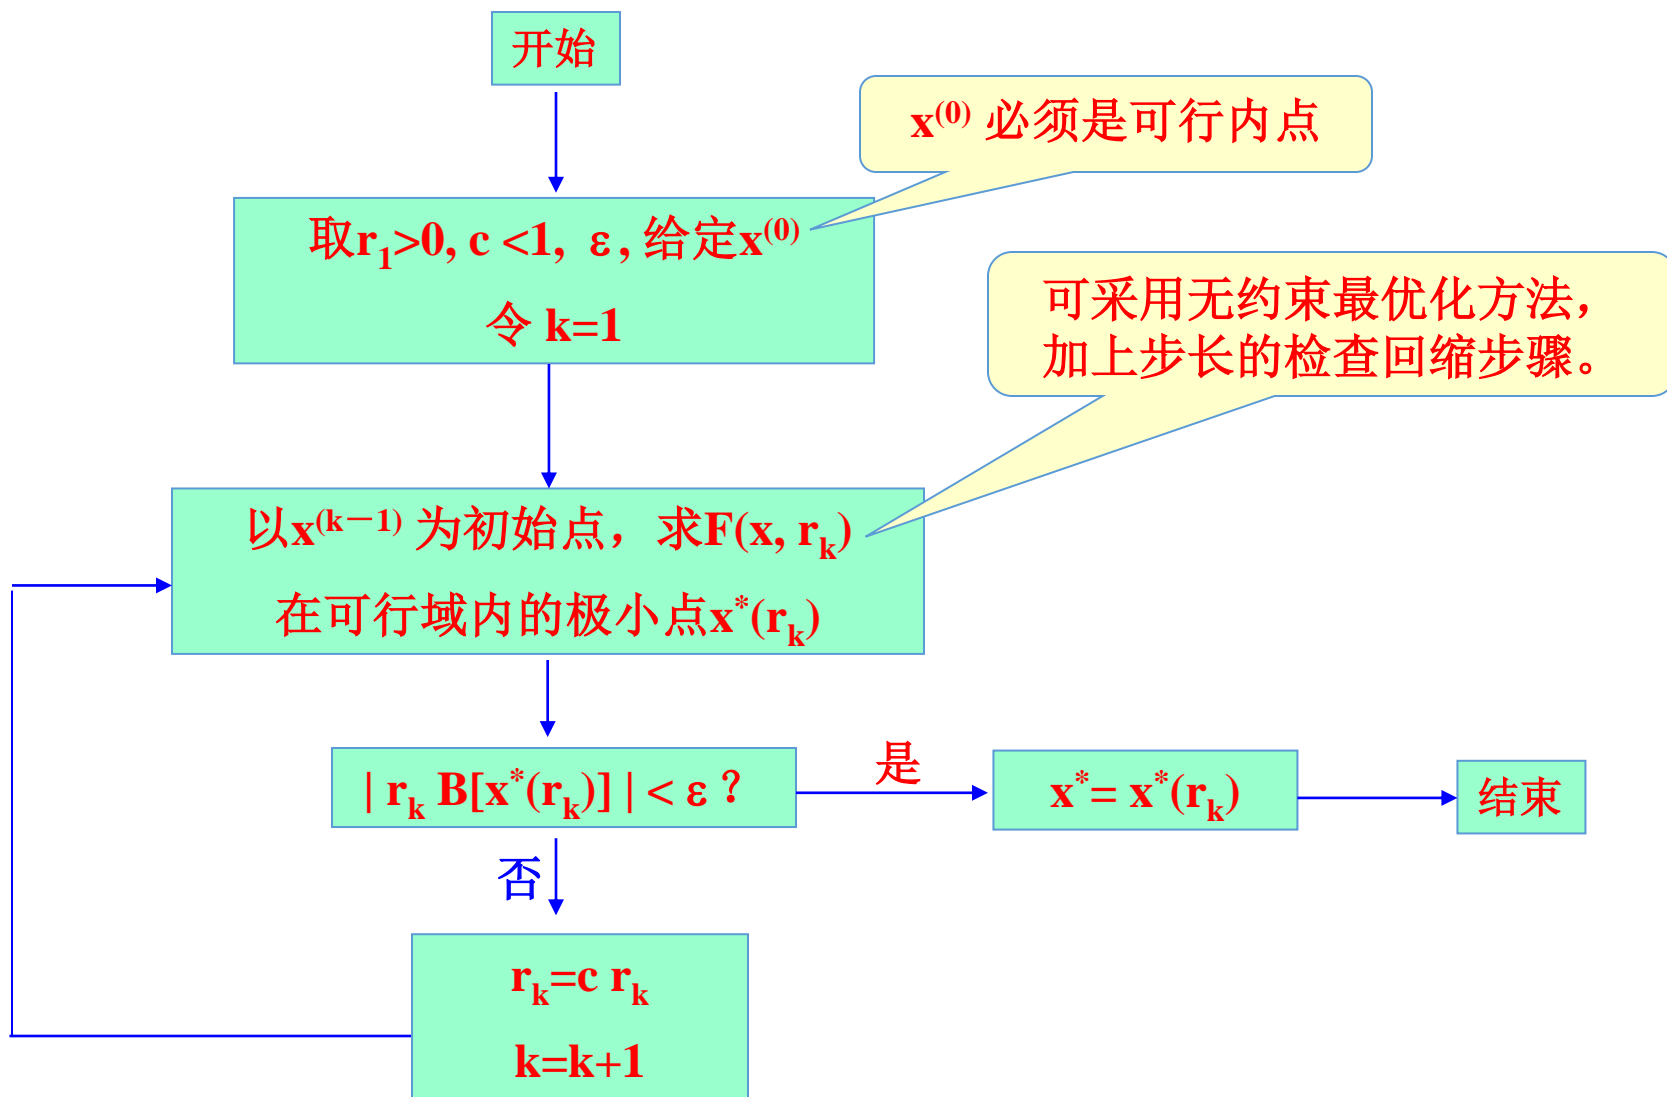 开始
x⁽⁰⁾ 必须是可行内点
取r₁>0, c <1, ε, 给定x⁽⁰⁾
令 k=1
可采用无约束最优化方法,
加上步长的检查回缩步骤。
以x⁽ᵏ⁻¹⁾ 为初始点，求F(x, rₖ)
在可行域内的极小点x*(rₖ)
| rₖ B[x*(rₖ)] | < ε ?
是
x*= x*(rₖ)
结束
否
rₖ=c rₖ
k=k+1